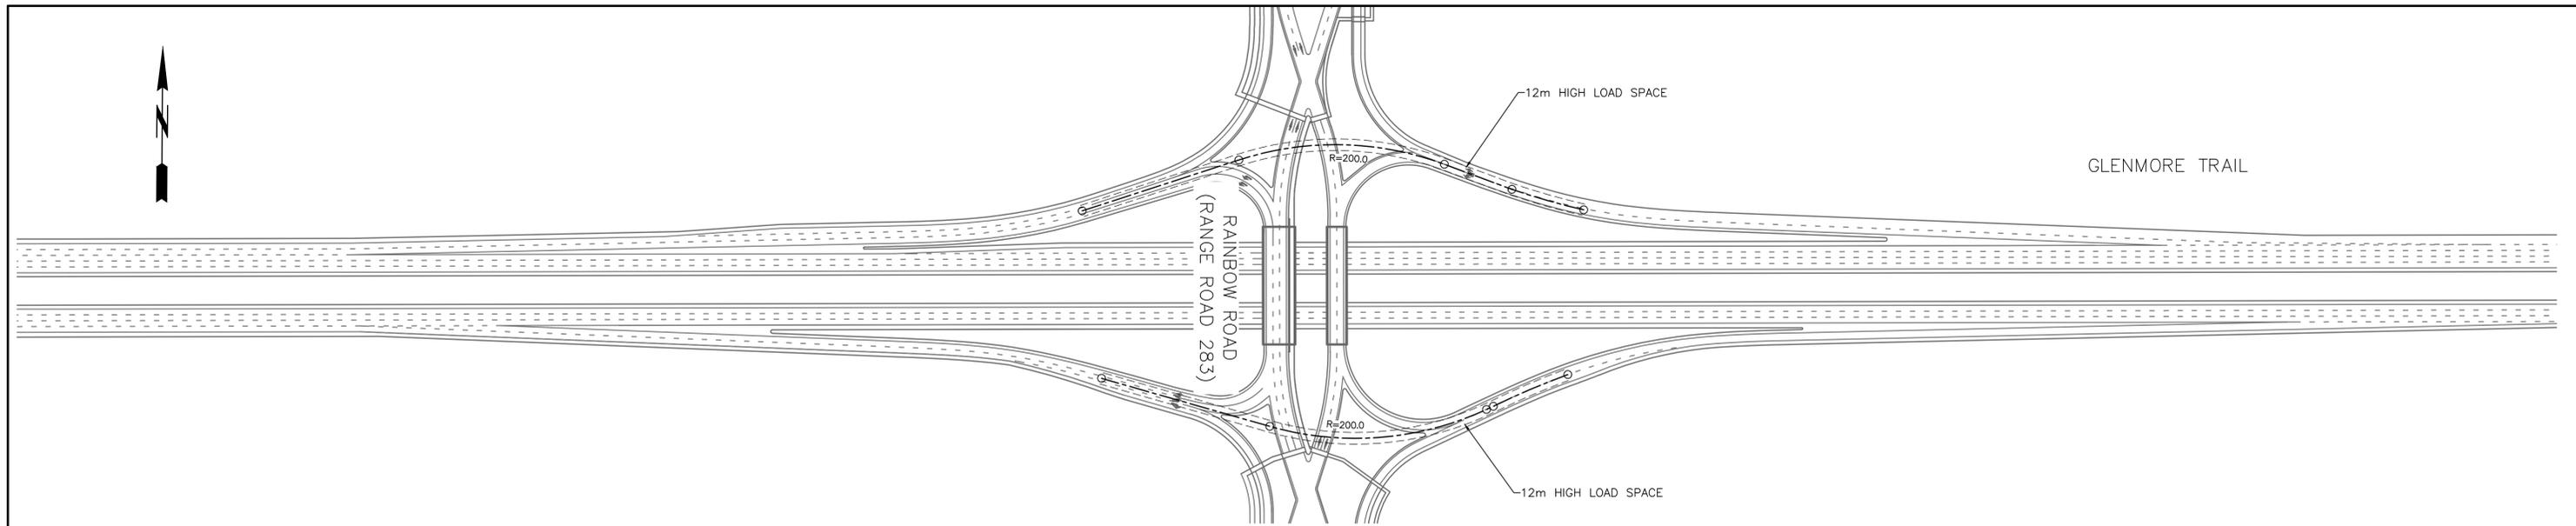 N
12m HIGH LOAD SPACE
R=200.0
GLENMORE TRAIL
RAINBOW ROAD
(RANGE ROAD 283)
R=200.0
12m HIGH LOAD SPACE